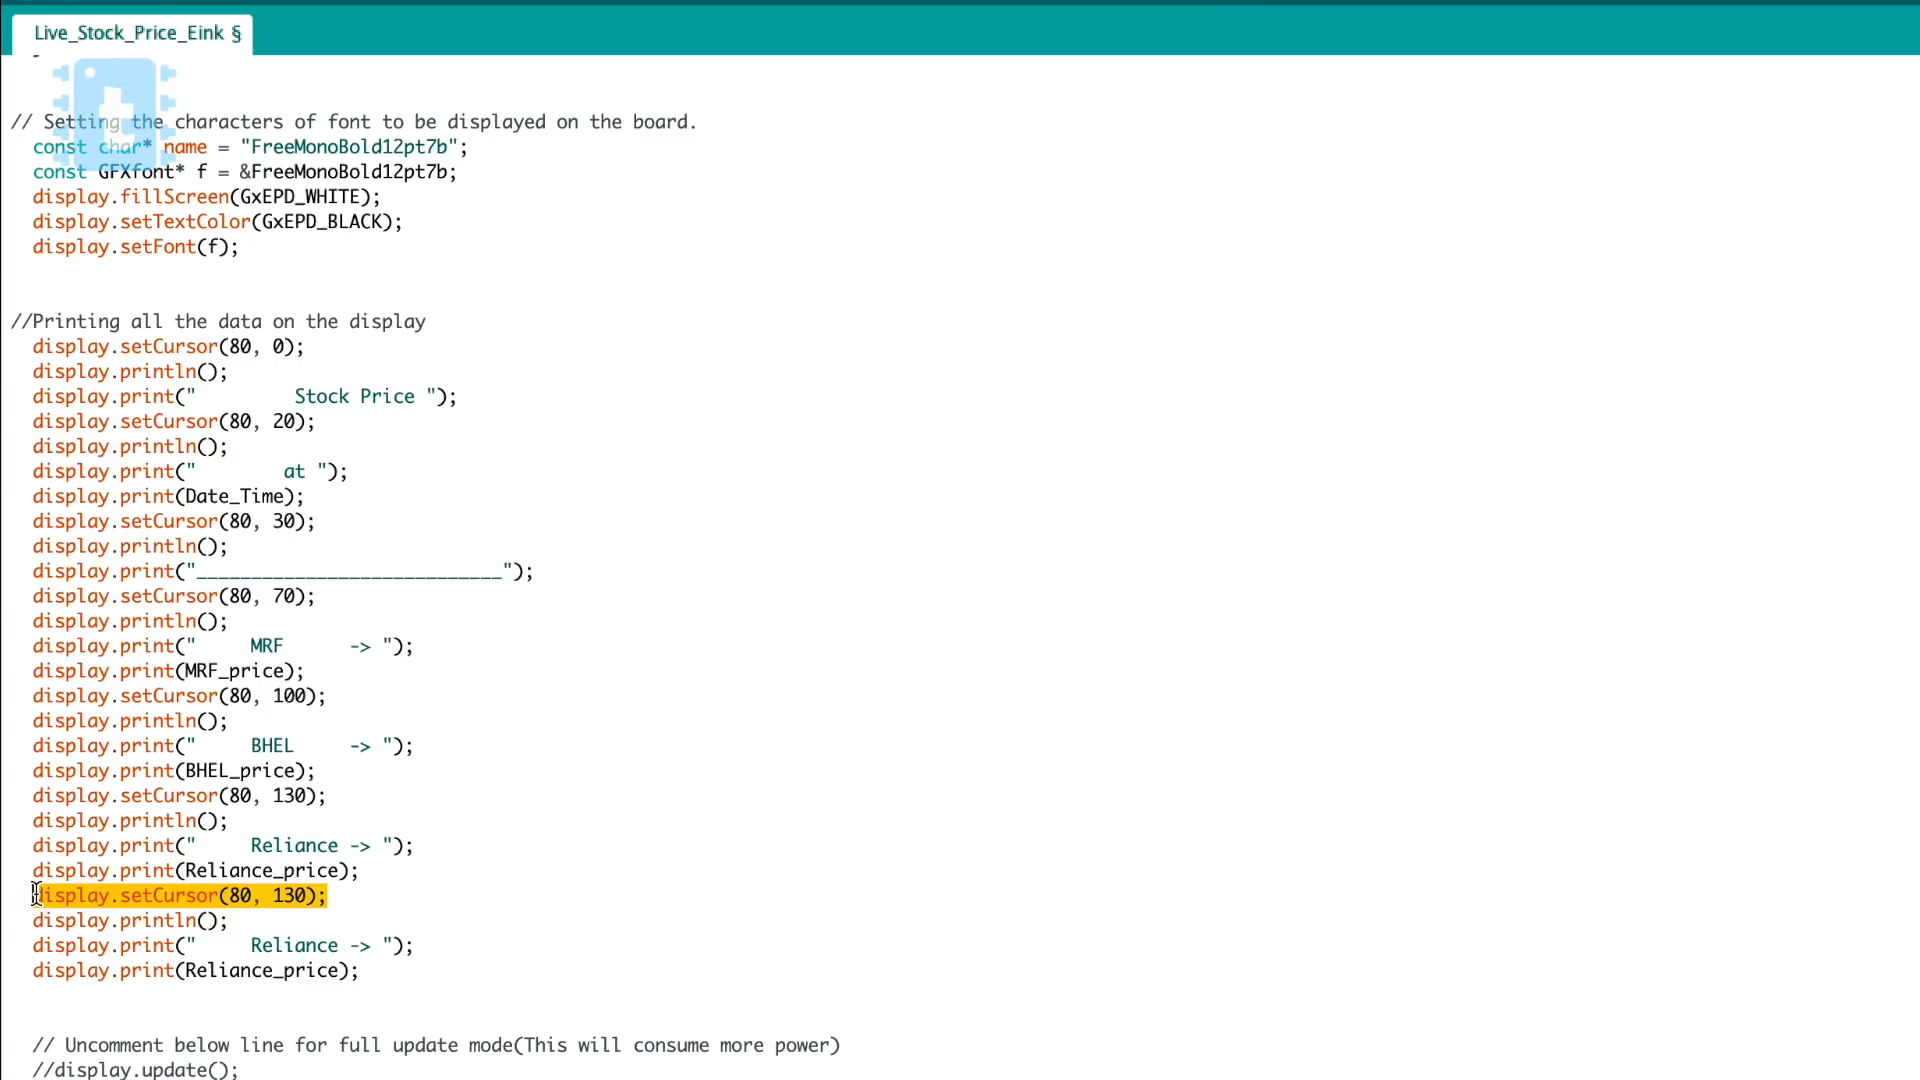 Live_Stock_Price_Eink §
// Setting the characters of font to be displayed on the board.
const char* name = "FreeMonoBold12pt7b";
const GFXfont* f = &FreeMonoBold12pt7b;
display.fillScreen(GxEPD_WHITE);
display.setTextColor(GxEPD_BLACK);
display.setFont(f);
//Printing all the data on the display
display.setCursor(80, 0);
display.println();
display.print("         Stock Price ");
display.setCursor(80, 20);
display.println();
display.print("        at ");
display.print(Date_Time);
display.setCursor(80, 30);
display.println();
display.print("____________________________");
display.setCursor(80, 70);
display.println();
display.print("     MRF      -> ");
display.print(MRF_price);
display.setCursor(80, 100);
display.println();
display.print("     BHEL     -> ");
display.print(BHEL_price);
display.setCursor(80, 130);
display.println();
display.print("     Reliance -> ");
display.print(Reliance_price);
display.setCursor(80, 130);
display.println();
display.print("     Reliance -> ");
display.print(Reliance_price);
// Uncomment below line for full update mode(This will consume more power)
//display.update();